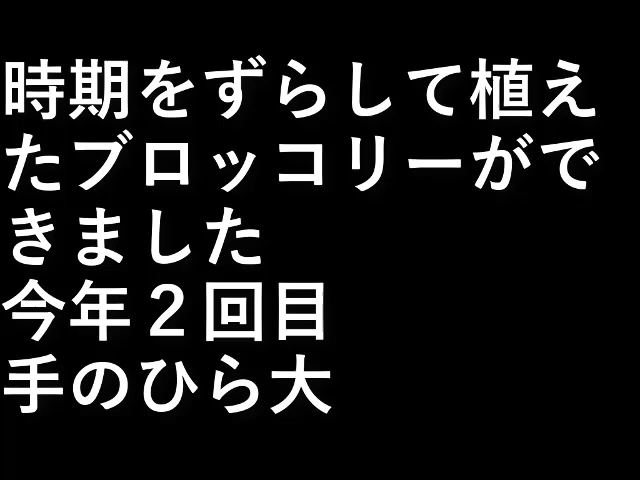 時期をずらして植え
たブロッコリーがで
きました
今年２回目
手のひら大